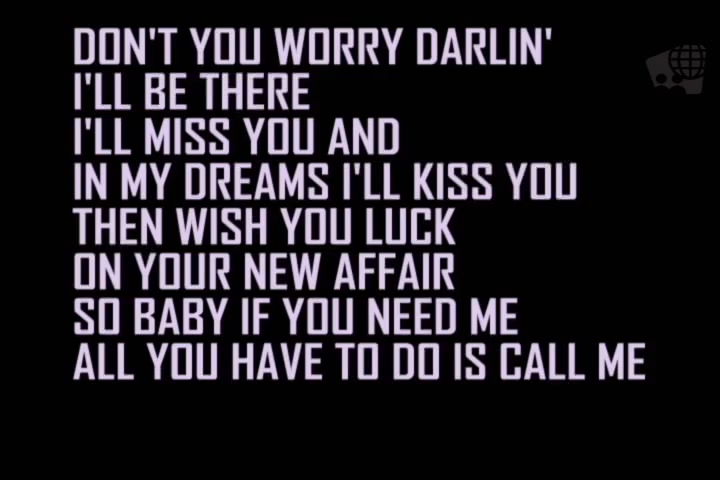 DON'T YOU WORRY DARLIN'
I'LL BE THERE
I'LL MISS YOU AND
IN MY DREAMS I'LL KISS YOU
THEN WISH YOU LUCK
ON YOUR NEW AFFAIR
SO BABY IF YOU NEED ME
ALL YOU HAVE TO DO IS CALL ME